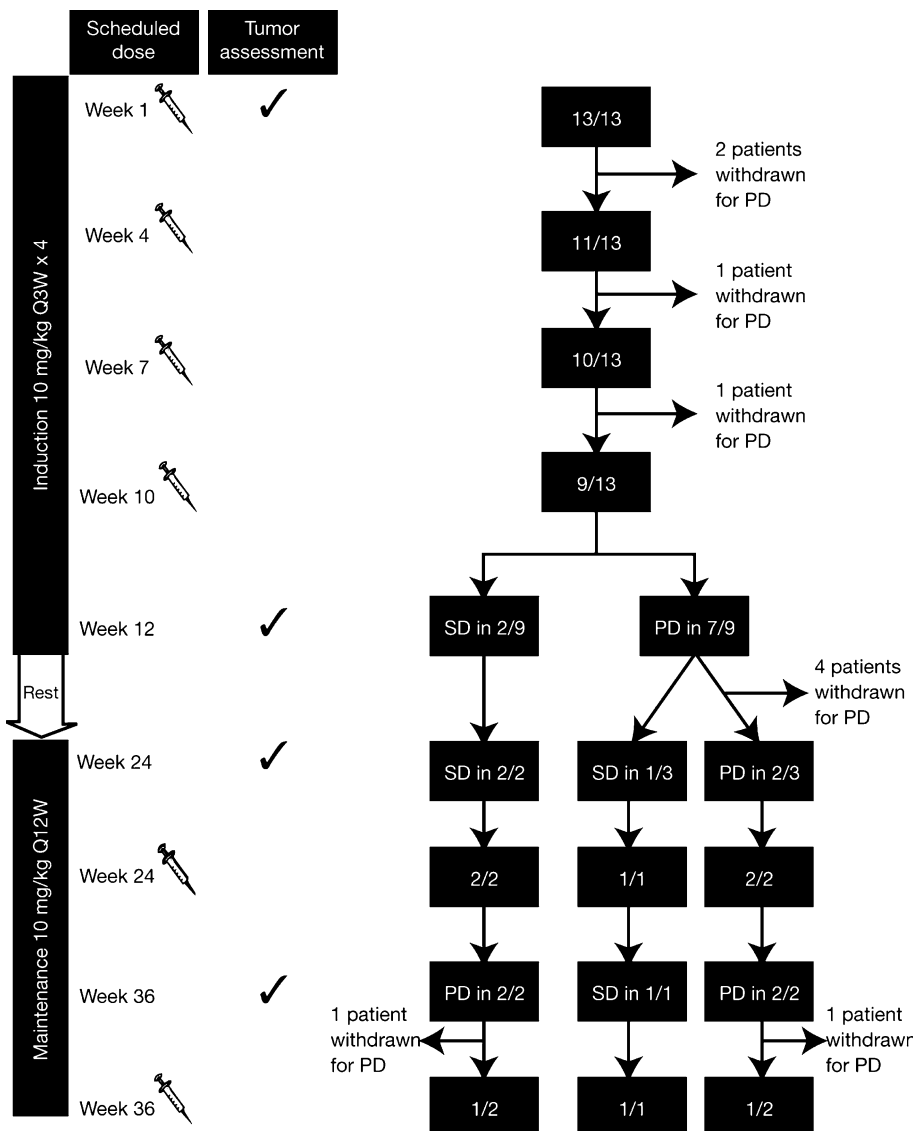 Scheduled
dose
Tumor
assessment
Induction 10 mg/kg Q3W x 4
Week 1
13/13
2 patients
withdrawn
for PD
Week 4
11/13
1 patient
withdrawn
for PD
Week 7
10/13
1 patient
withdrawn
for PD
Week 10
9/13
Week 12
SD in 2/9
PD in 7/9
Rest
4 patients
withdrawn
for PD
Maintenance 10 mg/kg Q12W
Week 24
SD in 2/2
SD in 1/3
PD in 2/3
Week 24
2/2
1/1
2/2
Week 36
PD in 2/2
SD in 1/1
PD in 2/2
1 patient
withdrawn
for PD
1 patient
withdrawn
for PD
Week 36
1/2
1/1
1/2